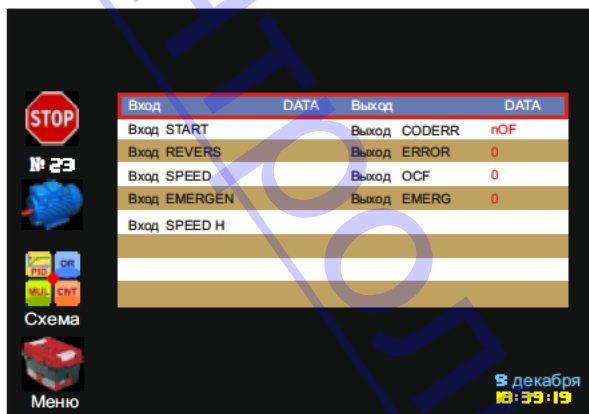 STOP
№ 23
PID OR
MUL CNT
Схема
Меню
Вход DATA Выход DATA
Вход START Выход CODERR nOF
Вход REVERS Выход ERROR 0
Вход SPEED Выход OCF 0
Вход EMERGEN Выход EMERG 0
Вход SPEED H
9 декабря
18:39:19